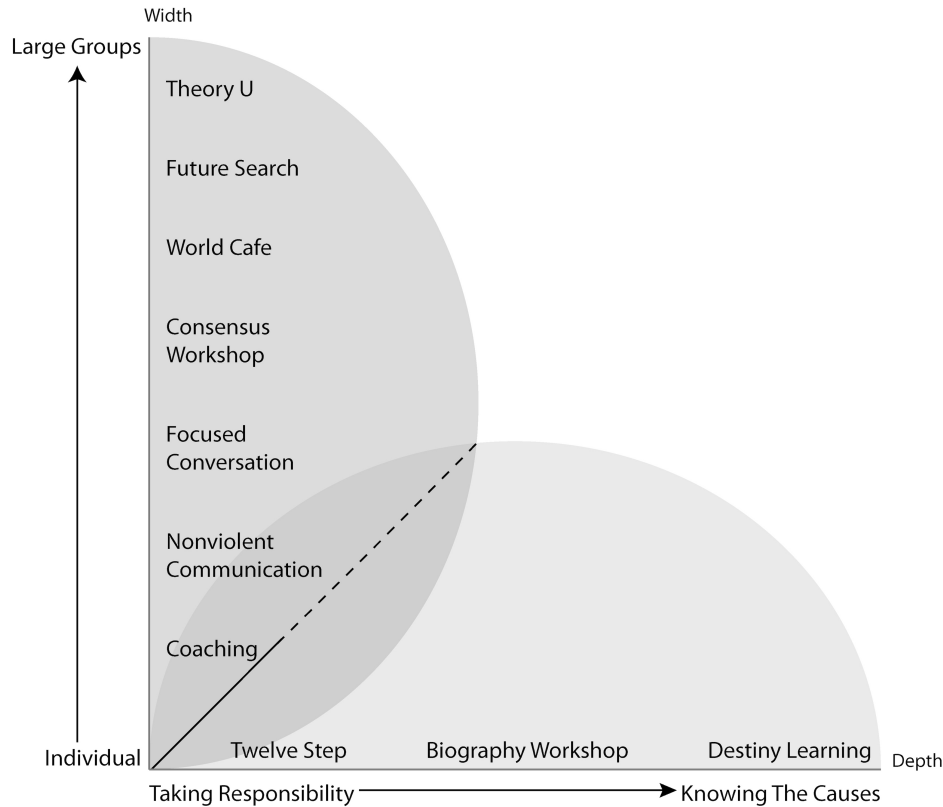 Width
Large Groups
Theory U
Future Search
World Cafe
Consensus
Workshop
Focused
Conversation
Nonviolent
Communication
Coaching
Individual
Twelve Step
Biography Workshop
Destiny Learning
Depth
Taking Responsibility
Knowing The Causes